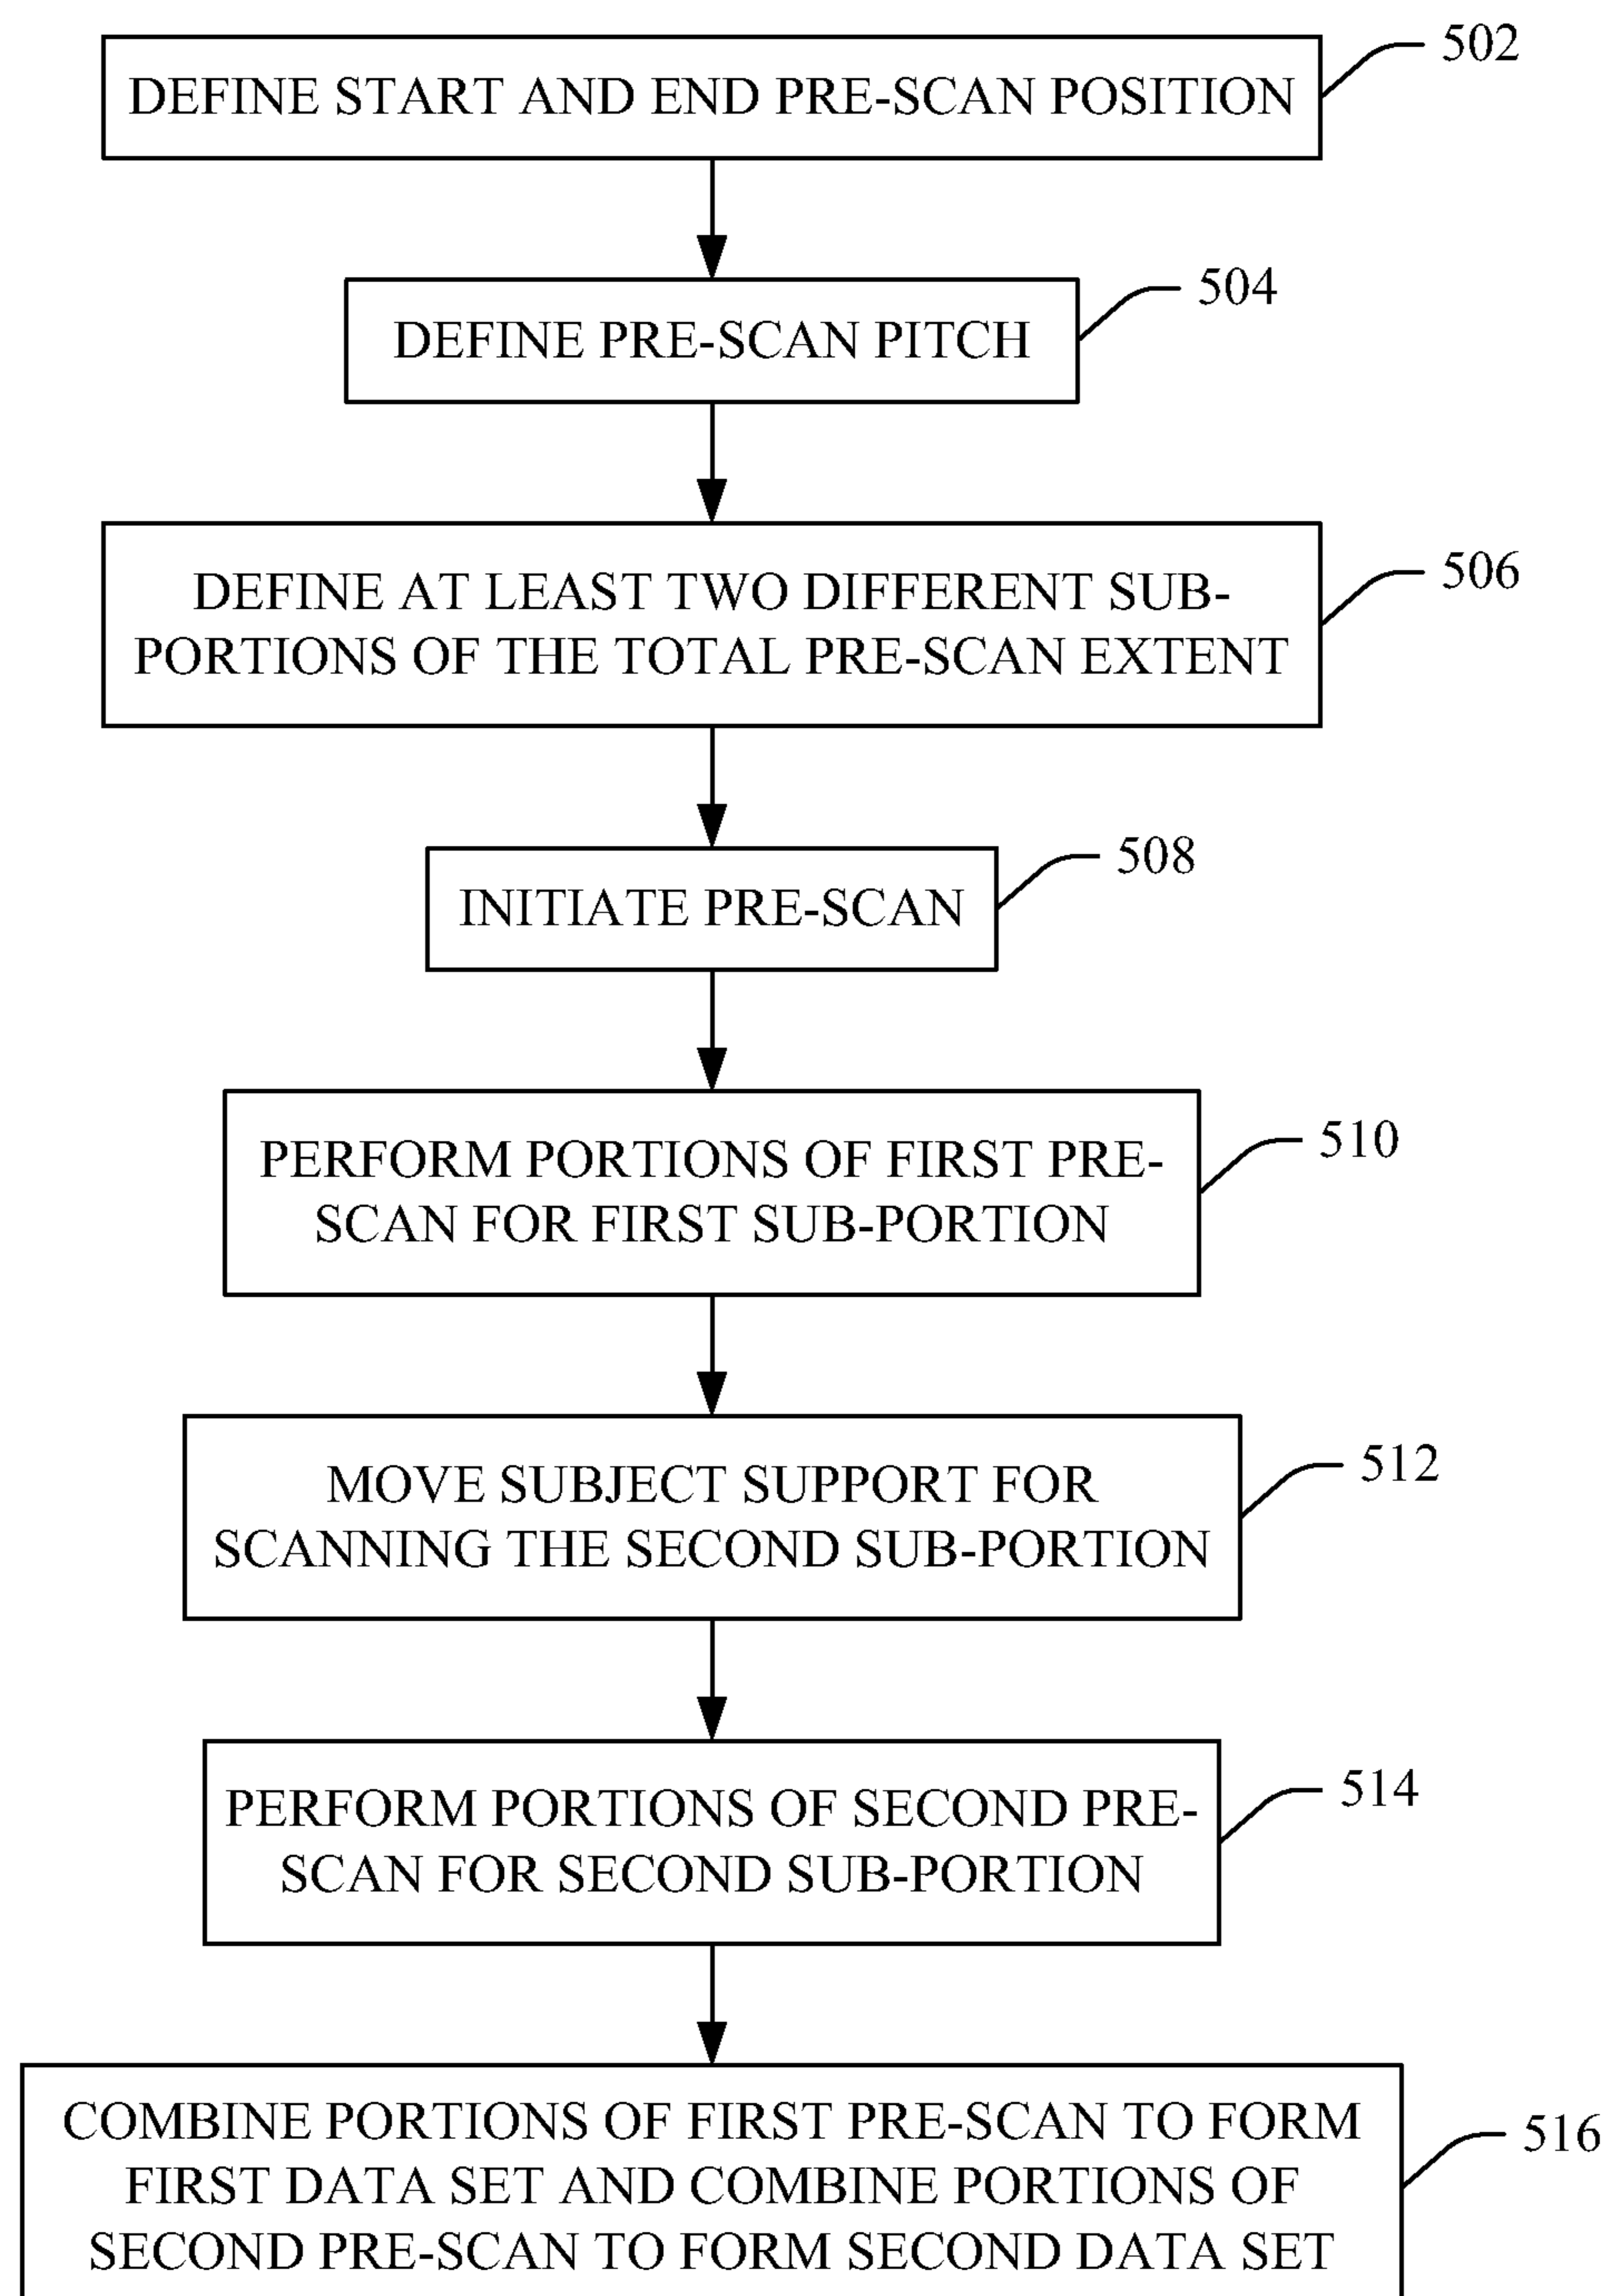 DEFINE START AND END PRE-SCAN POSITION
502
DEFINE PRE-SCAN PITCH
504
DEFINE AT LEAST TWO DIFFERENT SUB-
PORTIONS OF THE TOTAL PRE-SCAN EXTENT
506
INITIATE PRE-SCAN
508
PERFORM PORTIONS OF FIRST PRE-
SCAN FOR FIRST SUB-PORTION
510
MOVE SUBJECT SUPPORT FOR
SCANNING THE SECOND SUB-PORTION
512
PERFORM PORTIONS OF SECOND PRE-
SCAN FOR SECOND SUB-PORTION
514
COMBINE PORTIONS OF FIRST PRE-SCAN TO FORM
FIRST DATA SET AND COMBINE PORTIONS OF
SECOND PRE-SCAN TO FORM SECOND DATA SET
516